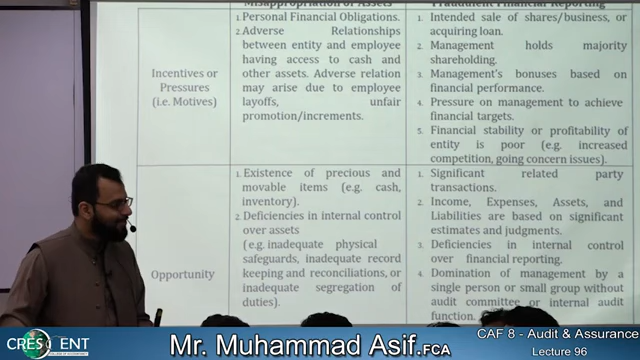 Misappropriation of Assets
Fraudulent Financial Reporting
Incentives or
Pressures
(i.e. Motives)
1. Personal Financial Obligations.
2. Adverse Relationships
between entity and employee
having access to cash and
other assets. Adverse relation
may arise due to employee
layoffs, unfair
promotion/increments.
1. Intended sale of shares/business, or
acquiring loan.
2. Management holds majority
shareholding.
3. Management's bonuses based on
financial performance.
4. Pressure on management to achieve
financial targets.
5. Financial stability or profitability of
entity is poor (e.g. increased
competition, going concern issues).
Opportunity
1. Existence of precious and
movable items (e.g. cash,
inventory).
2. Deficiencies in internal control
over assets
(e.g. inadequate physical
safeguards, inadequate record
keeping and reconciliations, or
inadequate segregation of
duties).
1. Significant related party
transactions.
2. Income, Expenses, Assets, and
Liabilities are based on significant
estimates and judgments.
3. Deficiencies in internal control
over financial reporting.
4. Domination of management by a
single person or small group without
audit committee or internal audit
function.
CRESCENT
COLLEGE OF ACCOUNTANCY
Mr. Muhammad Asif.FCA
CAF 8 - Audit & Assurance
Lecture 96